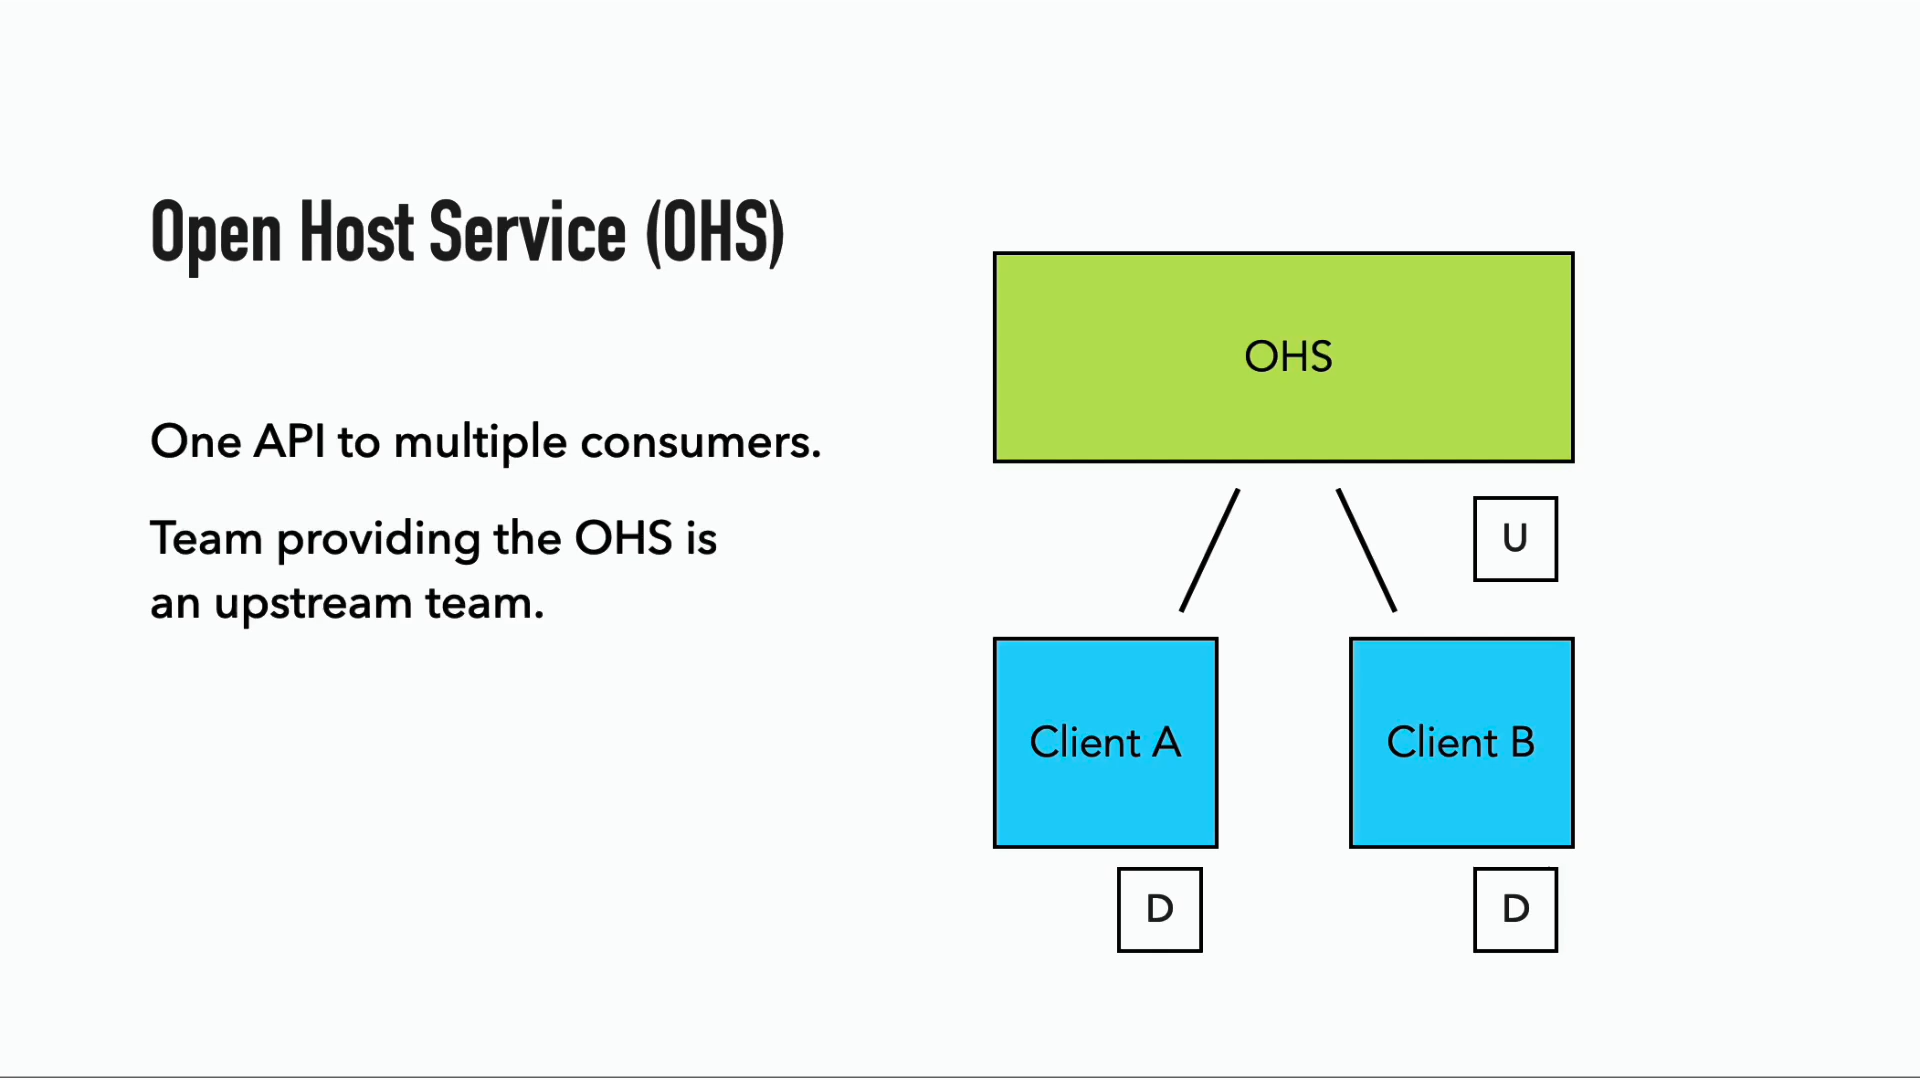 Open Host Service (OHS)
One API to multiple consumers.
Team providing the OHS is
an upstream team.
OHS
U
Client A
Client B
D
D